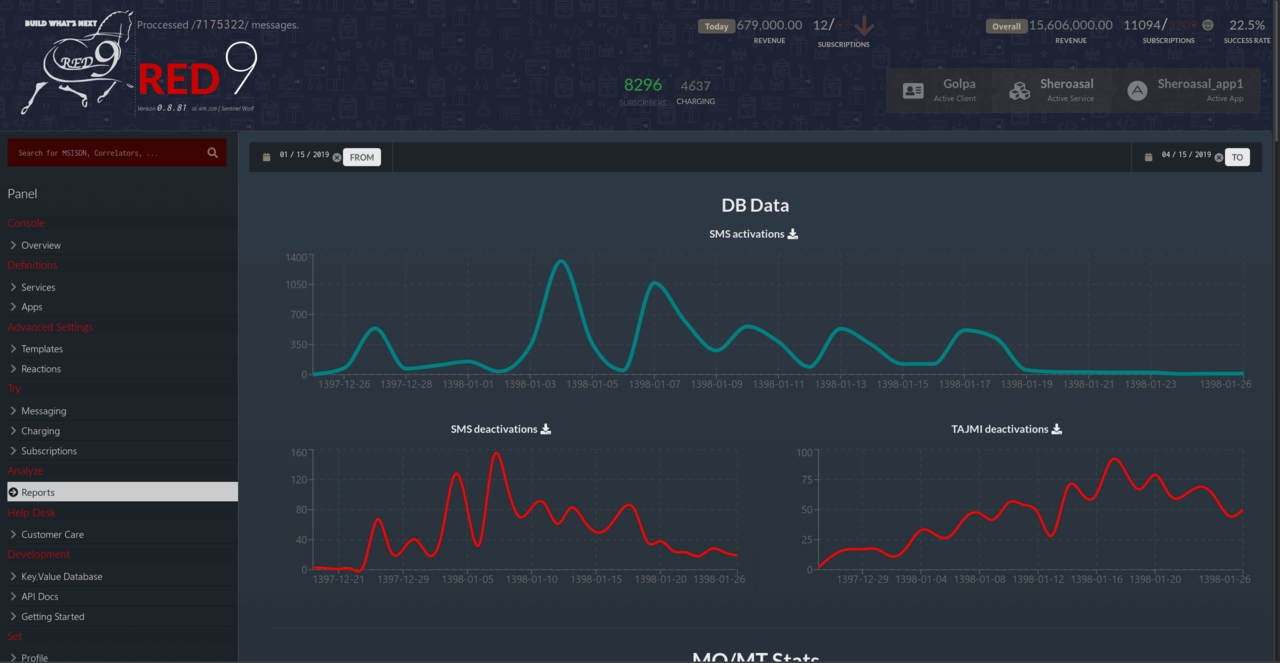 BUILD WHAT'S NEXT
RED 9
Proccessed /7175322/ messages.
RED 9
Version 0.8.81
Today 679,000.00 12/
REVENUE
SUBSCRIPTIONS
Overall 15,606,000.00 11094/ 22.5%
REVENUE
SUBSCRIPTIONS
SUCCESS RATE
8296 4637
SUBSCRIBERS CHARGING
Golpa
Active Client
Sheroasal
Active Service
Sheroasal_app1
Active App
Search for MSISDN, Correlators, ...
Panel
Console
Overview
Definitions
Services
Apps
Advanced Settings
Templates
Reactions
Try
Messaging
Charging
Subscriptions
Analyze
Reports
Help Desk
Customer Care
Development
Key.Value Database
API Docs
Getting Started
Set
Profile
01 / 15 / 2019 FROM
04 / 15 / 2019 TO
DB Data
SMS activations
1400
1050
700
350
0
1397-12-26 1397-12-28 1398-01-01 1398-01-03 1398-01-05 1398-01-07 1398-01-09 1398-01-11 1398-01-13 1398-01-15 1398-01-17 1398-01-19 1398-01-21 1398-01-23 1398-01-26
SMS deactivations
160
120
80
40
0
1397-12-21 1397-12-29 1398-01-05 1398-01-10 1398-01-15 1398-01-20 1398-01-26
TAJMI deactivations
100
75
50
25
0
1397-12-29 1398-01-04 1398-01-08 1398-01-12 1398-01-16 1398-01-20 1398-01-26
MO/MT Stats